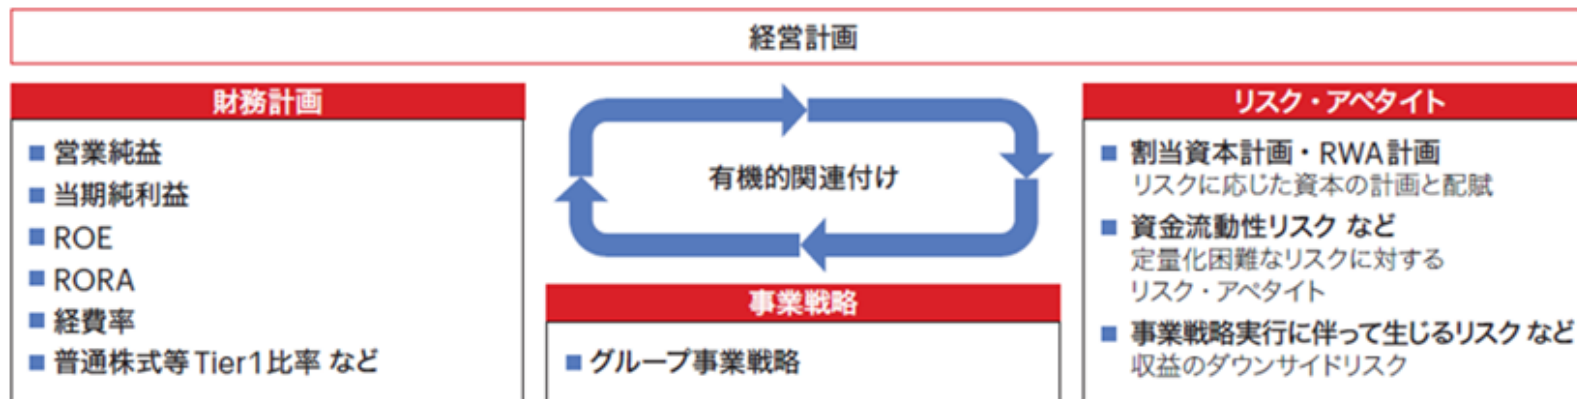 経営計画
財務計画
営業純益
当期純利益
ROE
RORA
経費率
普通株式等Tier1比率 など
有機的関連付け
事業戦略
グループ事業戦略
リスク・アペタイト
割当資本計画・RWA計画
リスクに応じた資本の計画と配賦
資金流動性リスク など
定量化困難なリスクに対する
リスク・アペタイト
事業戦略実行に伴って生じるリスク など
収益のダウンサイドリスク